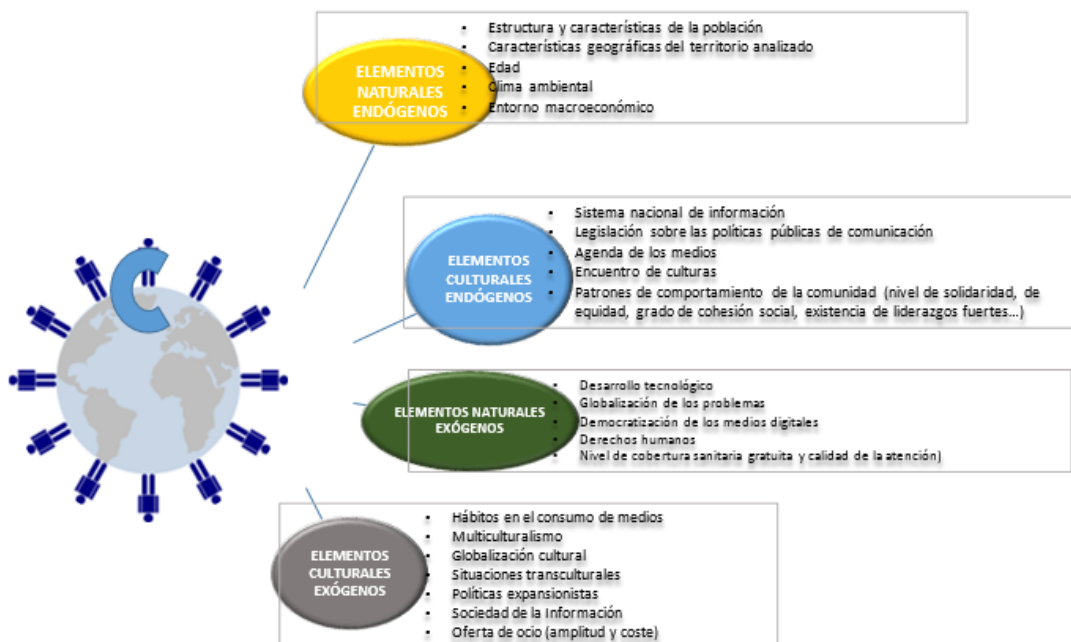 ELEMENTOS
NATURALES
ENDÓGENOS
▪ Estructura y características de la población
▪ Características geográficas del territorio analizado
▪ Edad
▪ Clima ambiental
▪ Entorno macroeconómico
C
ELEMENTOS
CULTURALES
ENDÓGENOS
▪ Sistema nacional de información
▪ Legislación sobre las políticas públicas de comunicación
▪ Agenda de los medios
▪ Encuentro de culturas
▪ Patrones de comportamiento de la comunidad (nivel de solidaridad, de
equidad, grado de cohesión social, existencia de liderazgos fuertes...)
ELEMENTOS NATURALES
EXÓGENOS
▪ Desarrollo tecnológico
▪ Globalización de los problemas
▪ Democratización de los medios digitales
▪ Derechos humanos
▪ Nivel de cobertura sanitaria gratuita y calidad de la atención)
ELEMENTOS
CULTURALES
EXÓGENOS
▪ Hábitos en el consumo de medios
▪ Multiculturalismo
▪ Globalización cultural
▪ Situaciones transculturales
▪ Políticas expansionistas
▪ Sociedad de la Información
▪ Oferta de ocio (amplitud y coste)